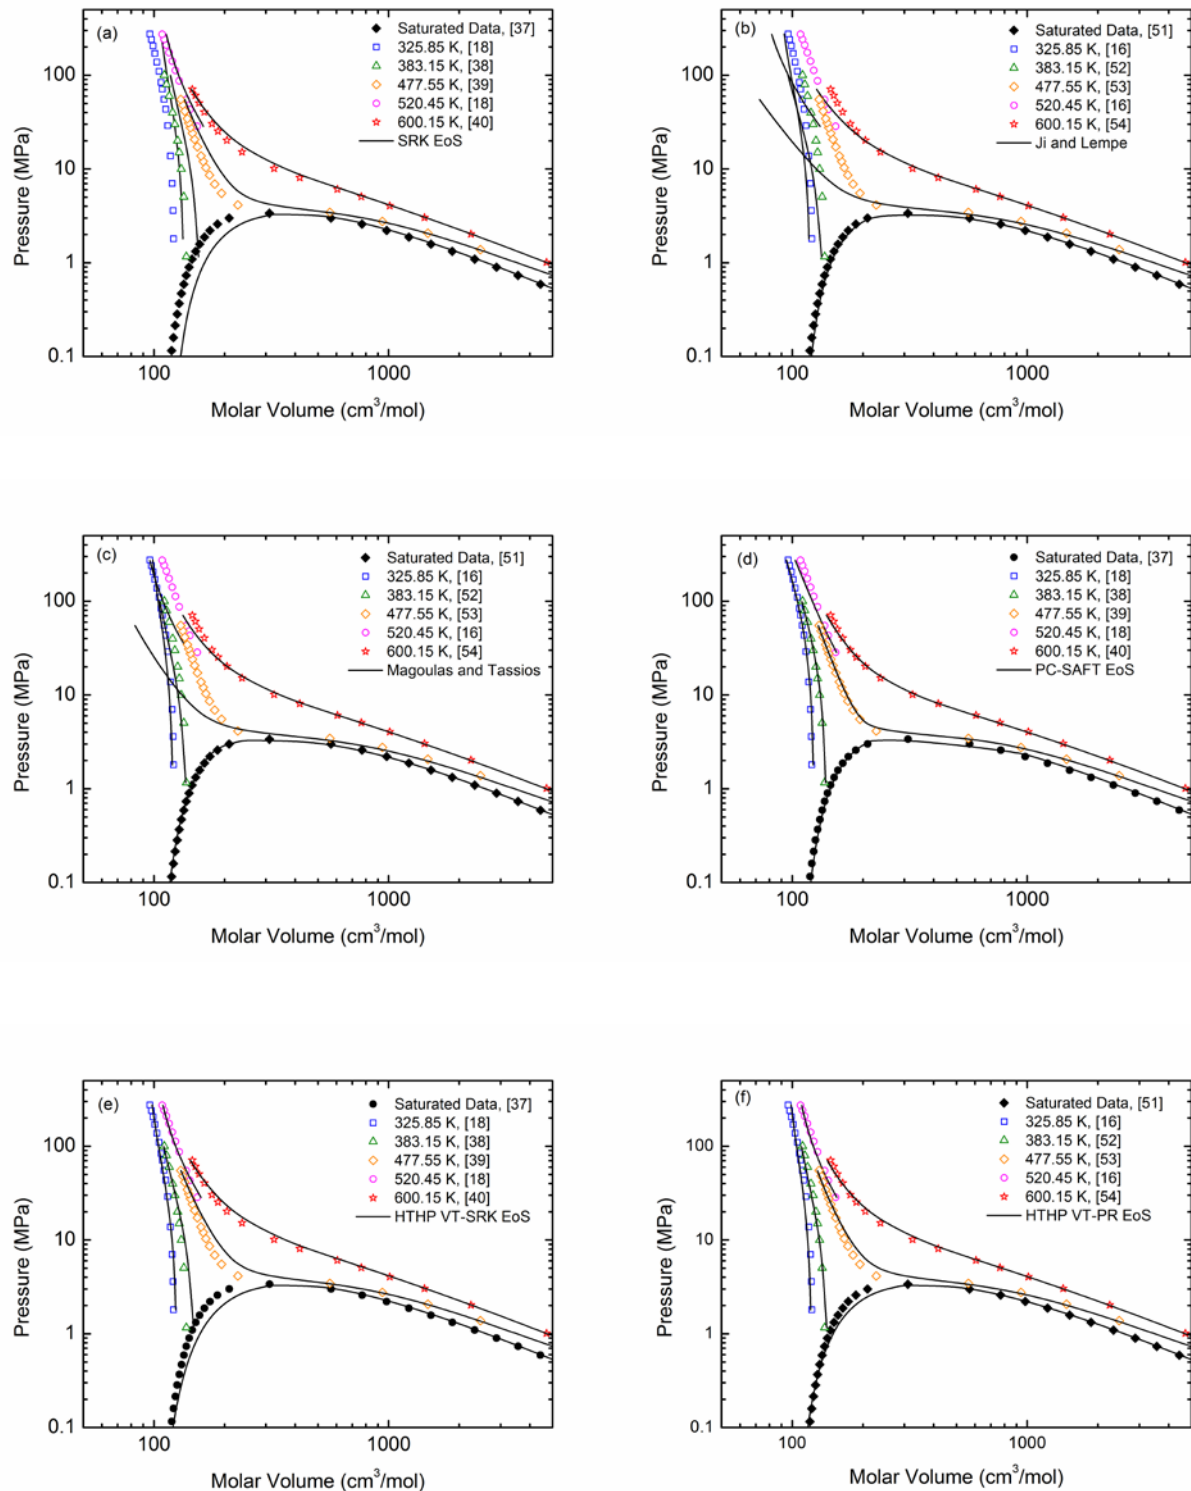 (a)
Saturated Data, [37]
325.85 K, [18]
383.15 K, [38]
477.55 K, [39]
520.45 K, [18]
600.15 K, [40]
SRK EoS
100
10
1
0.1
Pressure (MPa)
100 1000
Molar Volume (cm³/mol)
(b)
Saturated Data, [51]
325.85 K, [16]
383.15 K, [52]
477.55 K, [53]
520.45 K, [16]
600.15 K, [54]
Ji and Lempe
100
10
1
0.1
Pressure (MPa)
100 1000
Molar Volume (cm³/mol)
(c)
Saturated Data, [51]
325.85 K, [16]
383.15 K, [52]
477.55 K, [53]
520.45 K, [16]
600.15 K, [54]
Magoulas and Tassios
100
10
1
0.1
Pressure (MPa)
100 1000
Molar Volume (cm³/mol)
(d)
Saturated Data, [37]
325.85 K, [18]
383.15 K, [38]
477.55 K, [39]
520.45 K, [18]
600.15 K, [40]
PC-SAFT EoS
100
10
1
0.1
Pressure (MPa)
100 1000
Molar Volume (cm³/mol)
(e)
Saturated Data, [37]
325.85 K, [18]
383.15 K, [38]
477.55 K, [39]
520.45 K, [18]
600.15 K, [40]
HTHP VT-SRK EoS
100
10
1
0.1
Pressure (MPa)
100 1000
Molar Volume (cm³/mol)
(f)
Saturated Data, [51]
325.85 K, [16]
383.15 K, [52]
477.55 K, [53]
520.45 K, [16]
600.15 K, [54]
HTHP VT-PR EoS
100
10
1
0.1
Pressure (MPa)
100 1000
Molar Volume (cm³/mol)